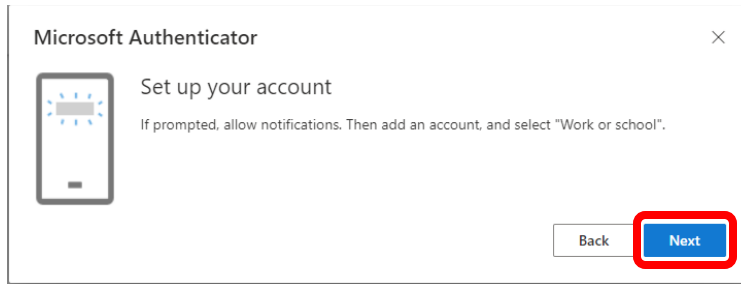 Microsoft Authenticator
Set up your account
If prompted, allow notifications. Then add an account, and select "Work or school".
Back
Next